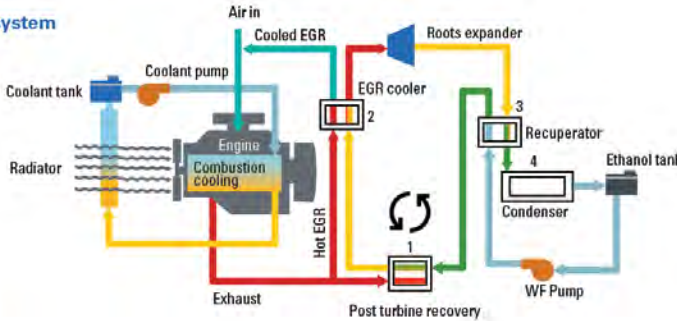 ystem
Air in
Cooled EGR
Roots expander
Coolant pump
EGR cooler
Coolant tank
2
3
Recuperator
Engine
Ethanol tank
Radiator
Combustion
cooling
4
Condenser
Hot EGR
1
WF Pump
Exhaust
Post turbine recovery